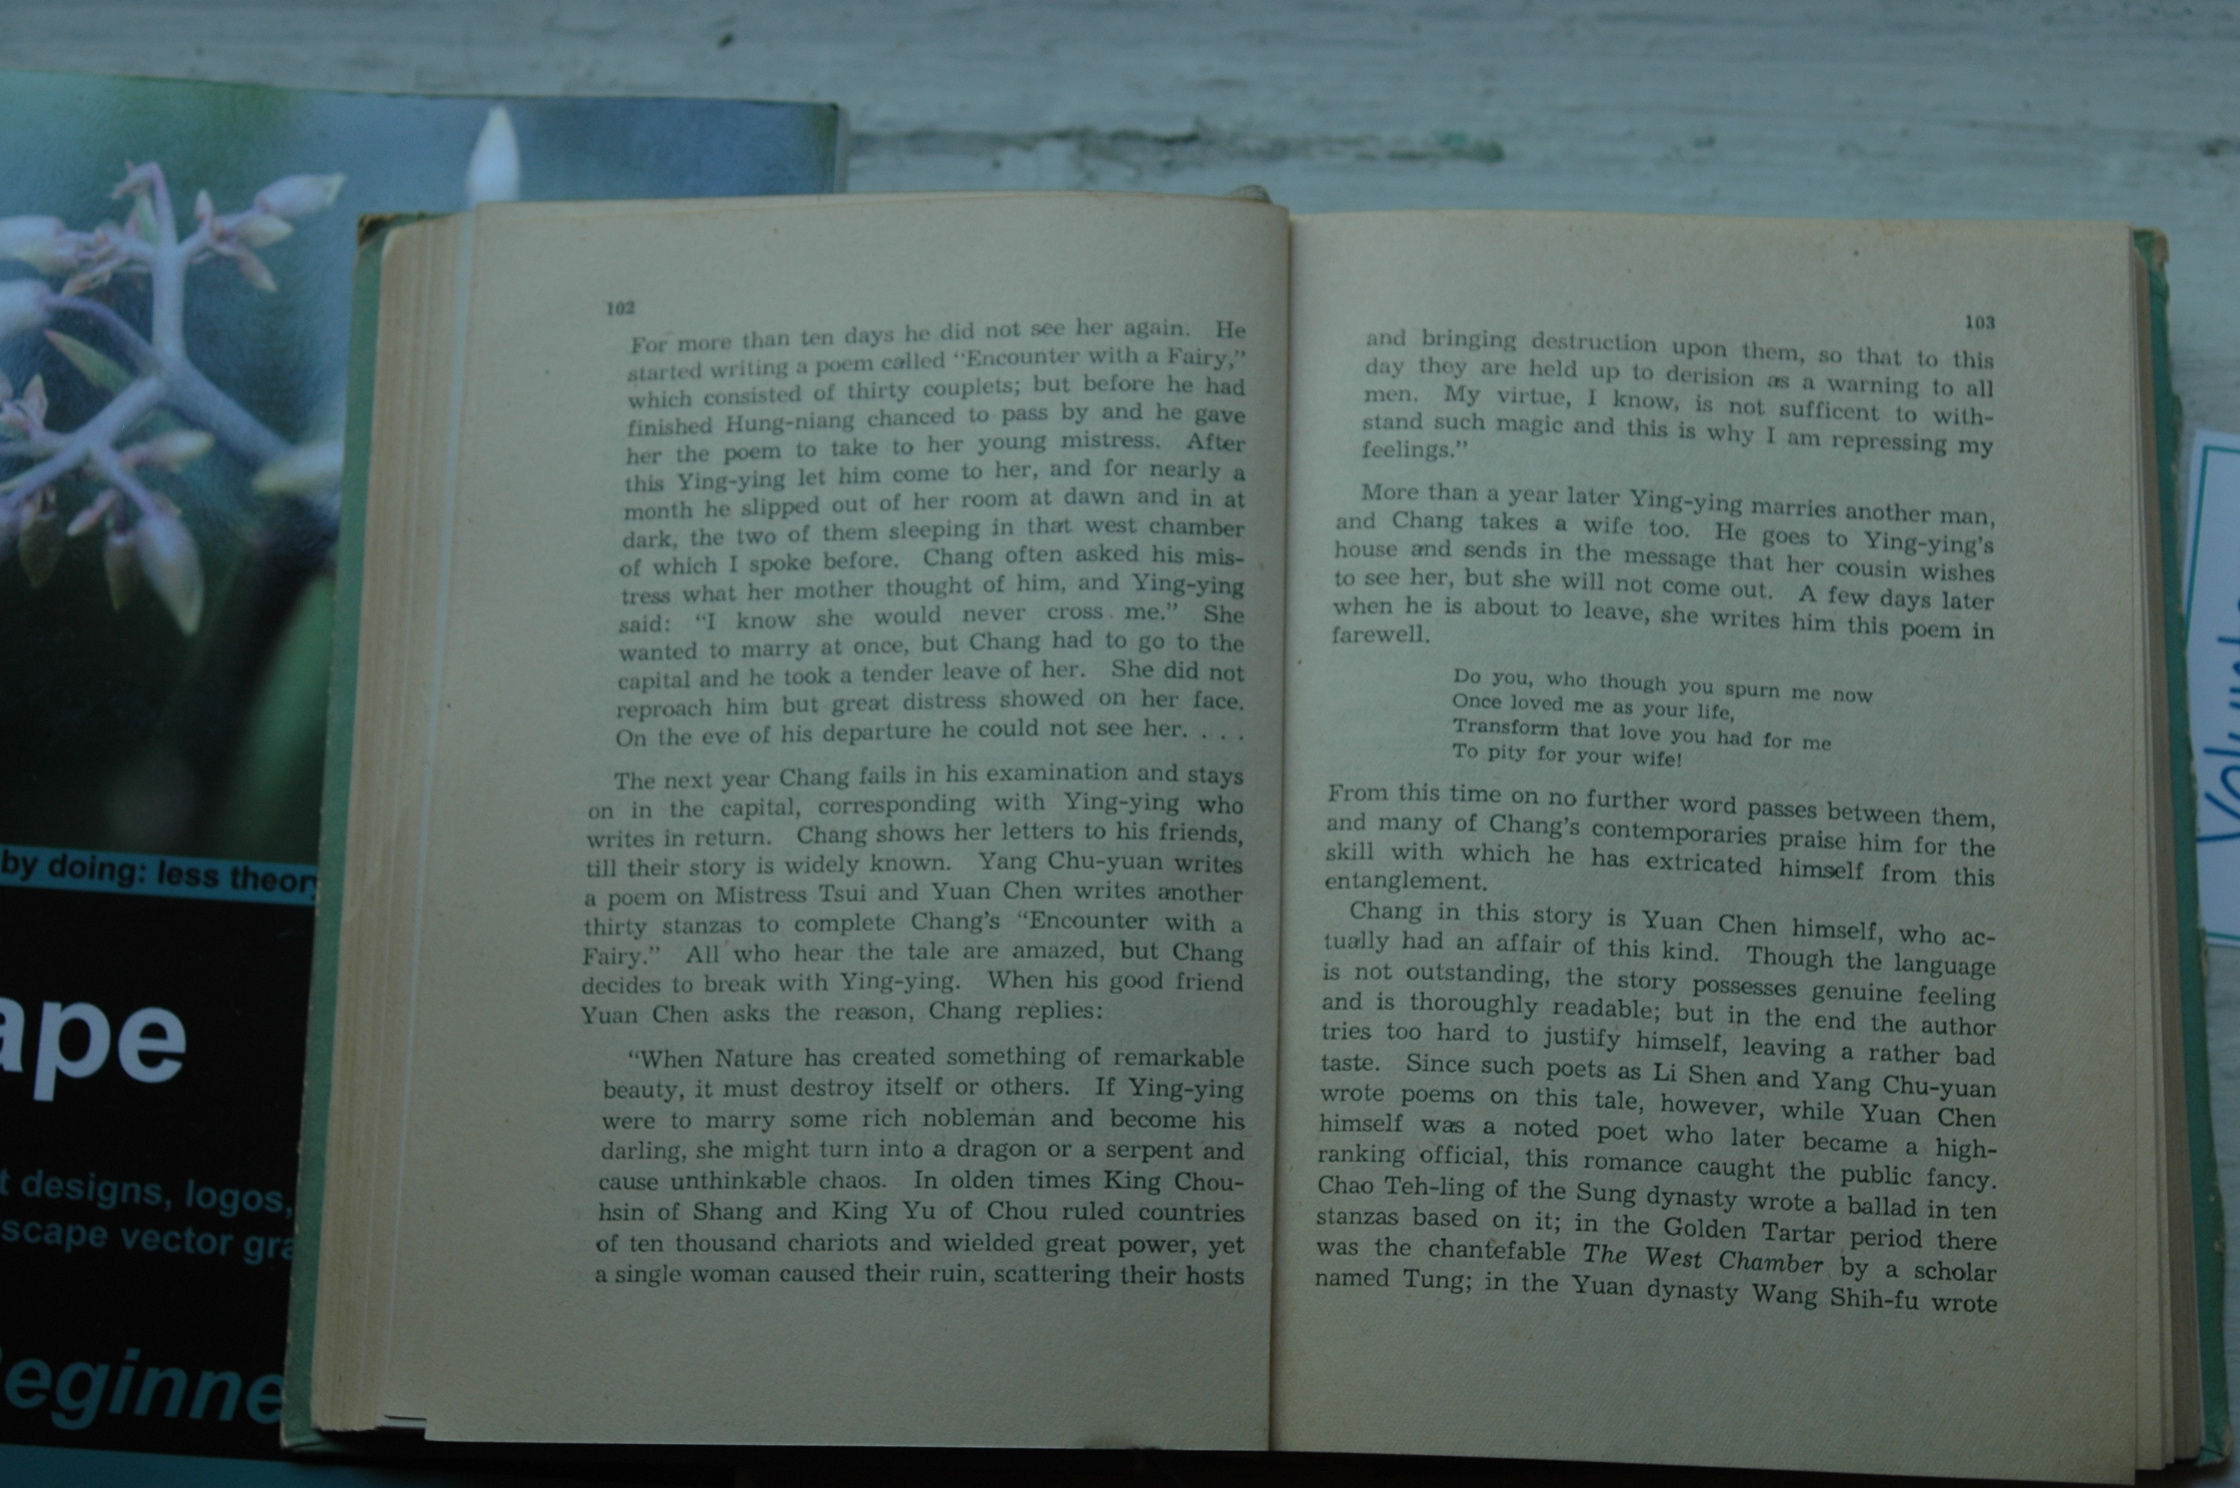 by doing: less theory
ape
t designs, logos,
scape vector gra
eginne
102
For more than ten days he did not see her again. He
started writing a poem called "Encounter with a Fairy,"
which consisted of thirty couplets; but before he had
finished Hung-niang chanced to pass by and he gave
her the poem to take to her young mistress. After
this Ying-ying let him come to her, and for nearly a
month he slipped out of her room at dawn and in at
dark, the two of them sleeping in that west chamber
of which I spoke before. Chang often asked his mis-
tress what her mother thought of him, and Ying-ying
said: "I know she would never cross me." She
wanted to marry at once, but Chang had to go to the
capital and he took a tender leave of her. She did not
reproach him but great distress showed on her face.
On the eve of his departure he could not see her. . . .
The next year Chang fails in his examination and stays
on in the capital, corresponding with Ying-ying who
writes in return. Chang shows her letters to his friends,
till their story is widely known. Yang Chu-yuan writes
a poem on Mistress Tsui and Yuan Chen writes another
thirty stanzas to complete Chang's "Encounter with a
Fairy." All who hear the tale are amazed, but Chang
decides to break with Ying-ying. When his good friend
Yuan Chen asks the reason, Chang replies:
"When Nature has created something of remarkable
beauty, it must destroy itself or others. If Ying-ying
were to marry some rich nobleman and become his
darling, she might turn into a dragon or a serpent and
cause unthinkable chaos. In olden times King Chou-
hsin of Shang and King Yu of Chou ruled countries
of ten thousand chariots and wielded great power, yet
a single woman caused their ruin, scattering their hosts
103
and bringing destruction upon them, so that to this
day they are held up to derision as a warning to all
men. My virtue, I know, is not sufficent to with-
stand such magic and this is why I am repressing my
feelings."
More than a year later Ying-ying marries another man,
and Chang takes a wife too. He goes to Ying-ying's
house and sends in the message that her cousin wishes
to see her, but she will not come out. A few days later
when he is about to leave, she writes him this poem in
farewell.
Do you, who though you spurn me now
Once loved me as your life,
Transform that love you had for me
To pity for your wife!
From this time on no further word passes between them,
and many of Chang's contemporaries praise him for the
skill with which he has extricated himself from this
entanglement.
Chang in this story is Yuan Chen himself, who ac-
tually had an affair of this kind. Though the language
is not outstanding, the story possesses genuine feeling
and is thoroughly readable; but in the end the author
tries too hard to justify himself, leaving a rather bad
taste. Since such poets as Li Shen and Yang Chu-yuan
wrote poems on this tale, however, while Yuan Chen
himself was a noted poet who later became a high-
ranking official, this romance caught the public fancy.
Chao Teh-ling of the Sung dynasty wrote a ballad in ten
stanzas based on it; in the Golden Tartar period there
was the chantefable The West Chamber by a scholar
named Tung; in the Yuan dynasty Wang Shih-fu wrote